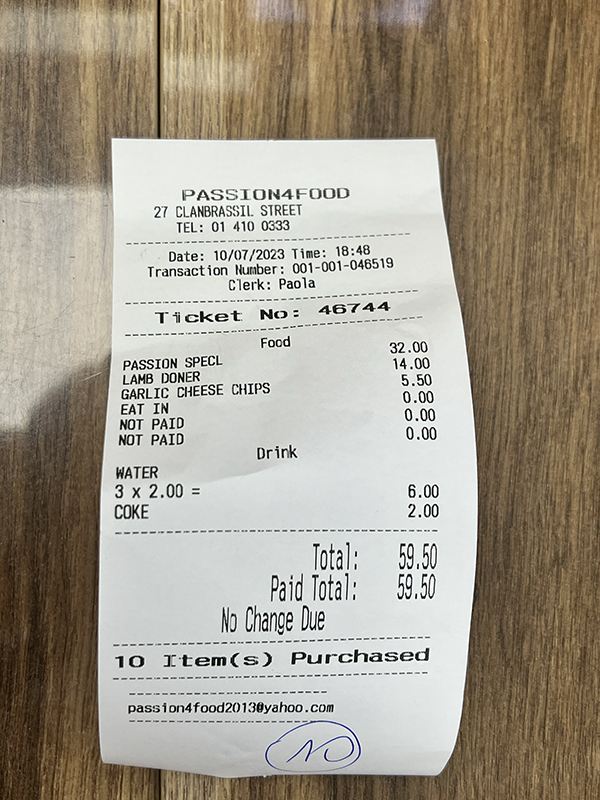 PASSION4FOOD
27 CLANBRASSIL STREET
TEL: 01 410 0333
Date: 10/07/2023 Time: 18:48
Transaction Number: 001-001-046519
Clerk: Paola
Ticket No: 46744
Food
PASSION SPECL 32.00
LAMB DONER 14.00
GARLIC CHEESE CHIPS 5.50
EAT IN 0.00
NOT PAID 0.00
NOT PAID 0.00
Drink
WATER
3 x 2.00 = 6.00
COKE 2.00
Total: 59.50
Paid Total: 59.50
No Change Due
10 Item(s) Purchased
passion4food2013@yahoo.com